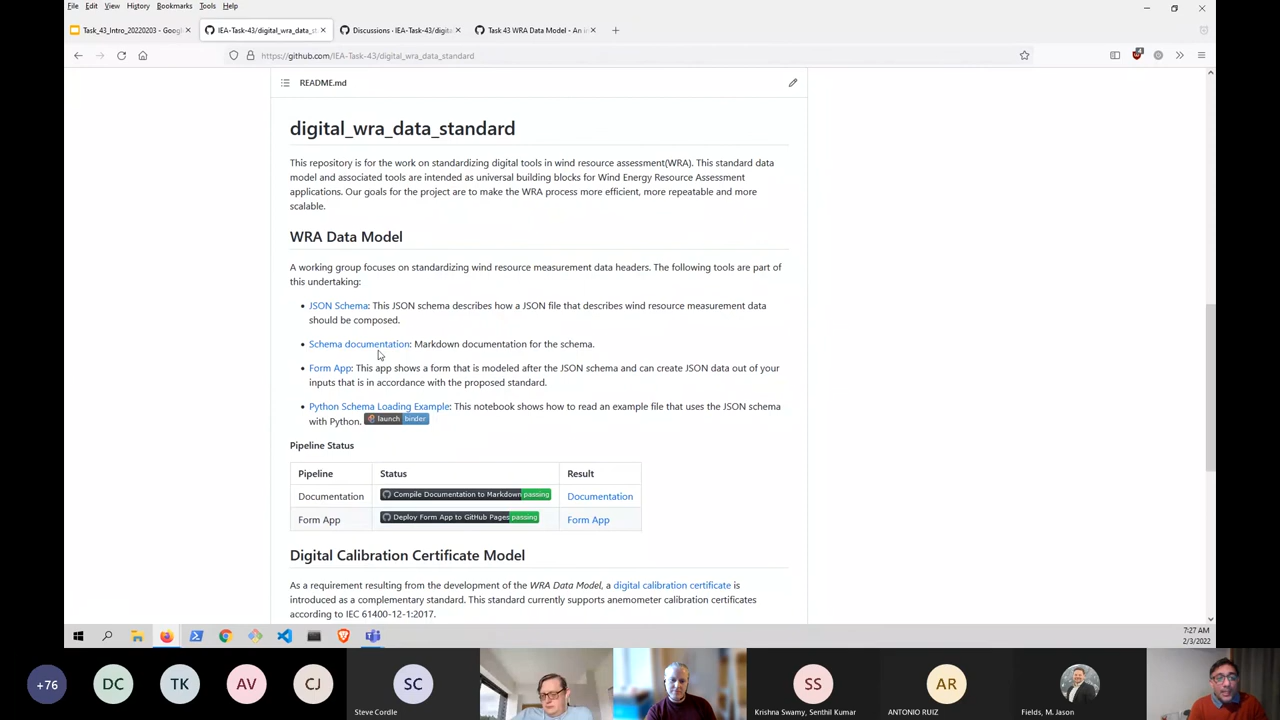 File Edit View History Bookmarks Tools Help
Task_43_Intro_20220203 - Googl
IEA-Task-43/digital_wra_data_st
Discussions · IEA-Task-43/digita
Task 43 WRA Data Model - An in
https://github.com/IEA-Task-43/digital_wra_data_standard
4
README.md
digital_wra_data_standard
This repository is for the work on standardizing digital tools in wind resource assessment(WRA). This standard data
model and associated tools are intended as universal building blocks for Wind Energy Resource Assessment
applications. Our goals for the project are to make the WRA process more efficient, more repeatable and more
scalable.
WRA Data Model
A working group focuses on standardizing wind resource measurement data headers. The following tools are part of
this undertaking:
• JSON Schema: This JSON schema describes how a JSON file that describes wind resource measurement data
should be composed.
• Schema documentation: Markdown documentation for the schema.
• Form App: This app shows a form that is modeled after the JSON schema and can create JSON data out of your
inputs that is in accordance with the proposed standard.
• Python Schema Loading Example: This notebook shows how to read an example file that uses the JSON schema
with Python. launch binder
Pipeline Status
Pipeline Status Result
Documentation Compile Documentation to Markdown passing Documentation
Form App Deploy Form App to GitHub Pages passing Form App
Digital Calibration Certificate Model
As a requirement resulting from the development of the WRA Data Model, a digital calibration certificate is
introduced as a complementary standard. This standard currently supports anemometer calibration certificates
according to IEC 61400-12-1:2017.
7:27 AM
2/3/2022
+76 DC TK AV CJ SC SS AR
Steve Cordle
Krishna Swamy, Senthil Kumar
ANTONIO RUIZ
Fields, M. Jason